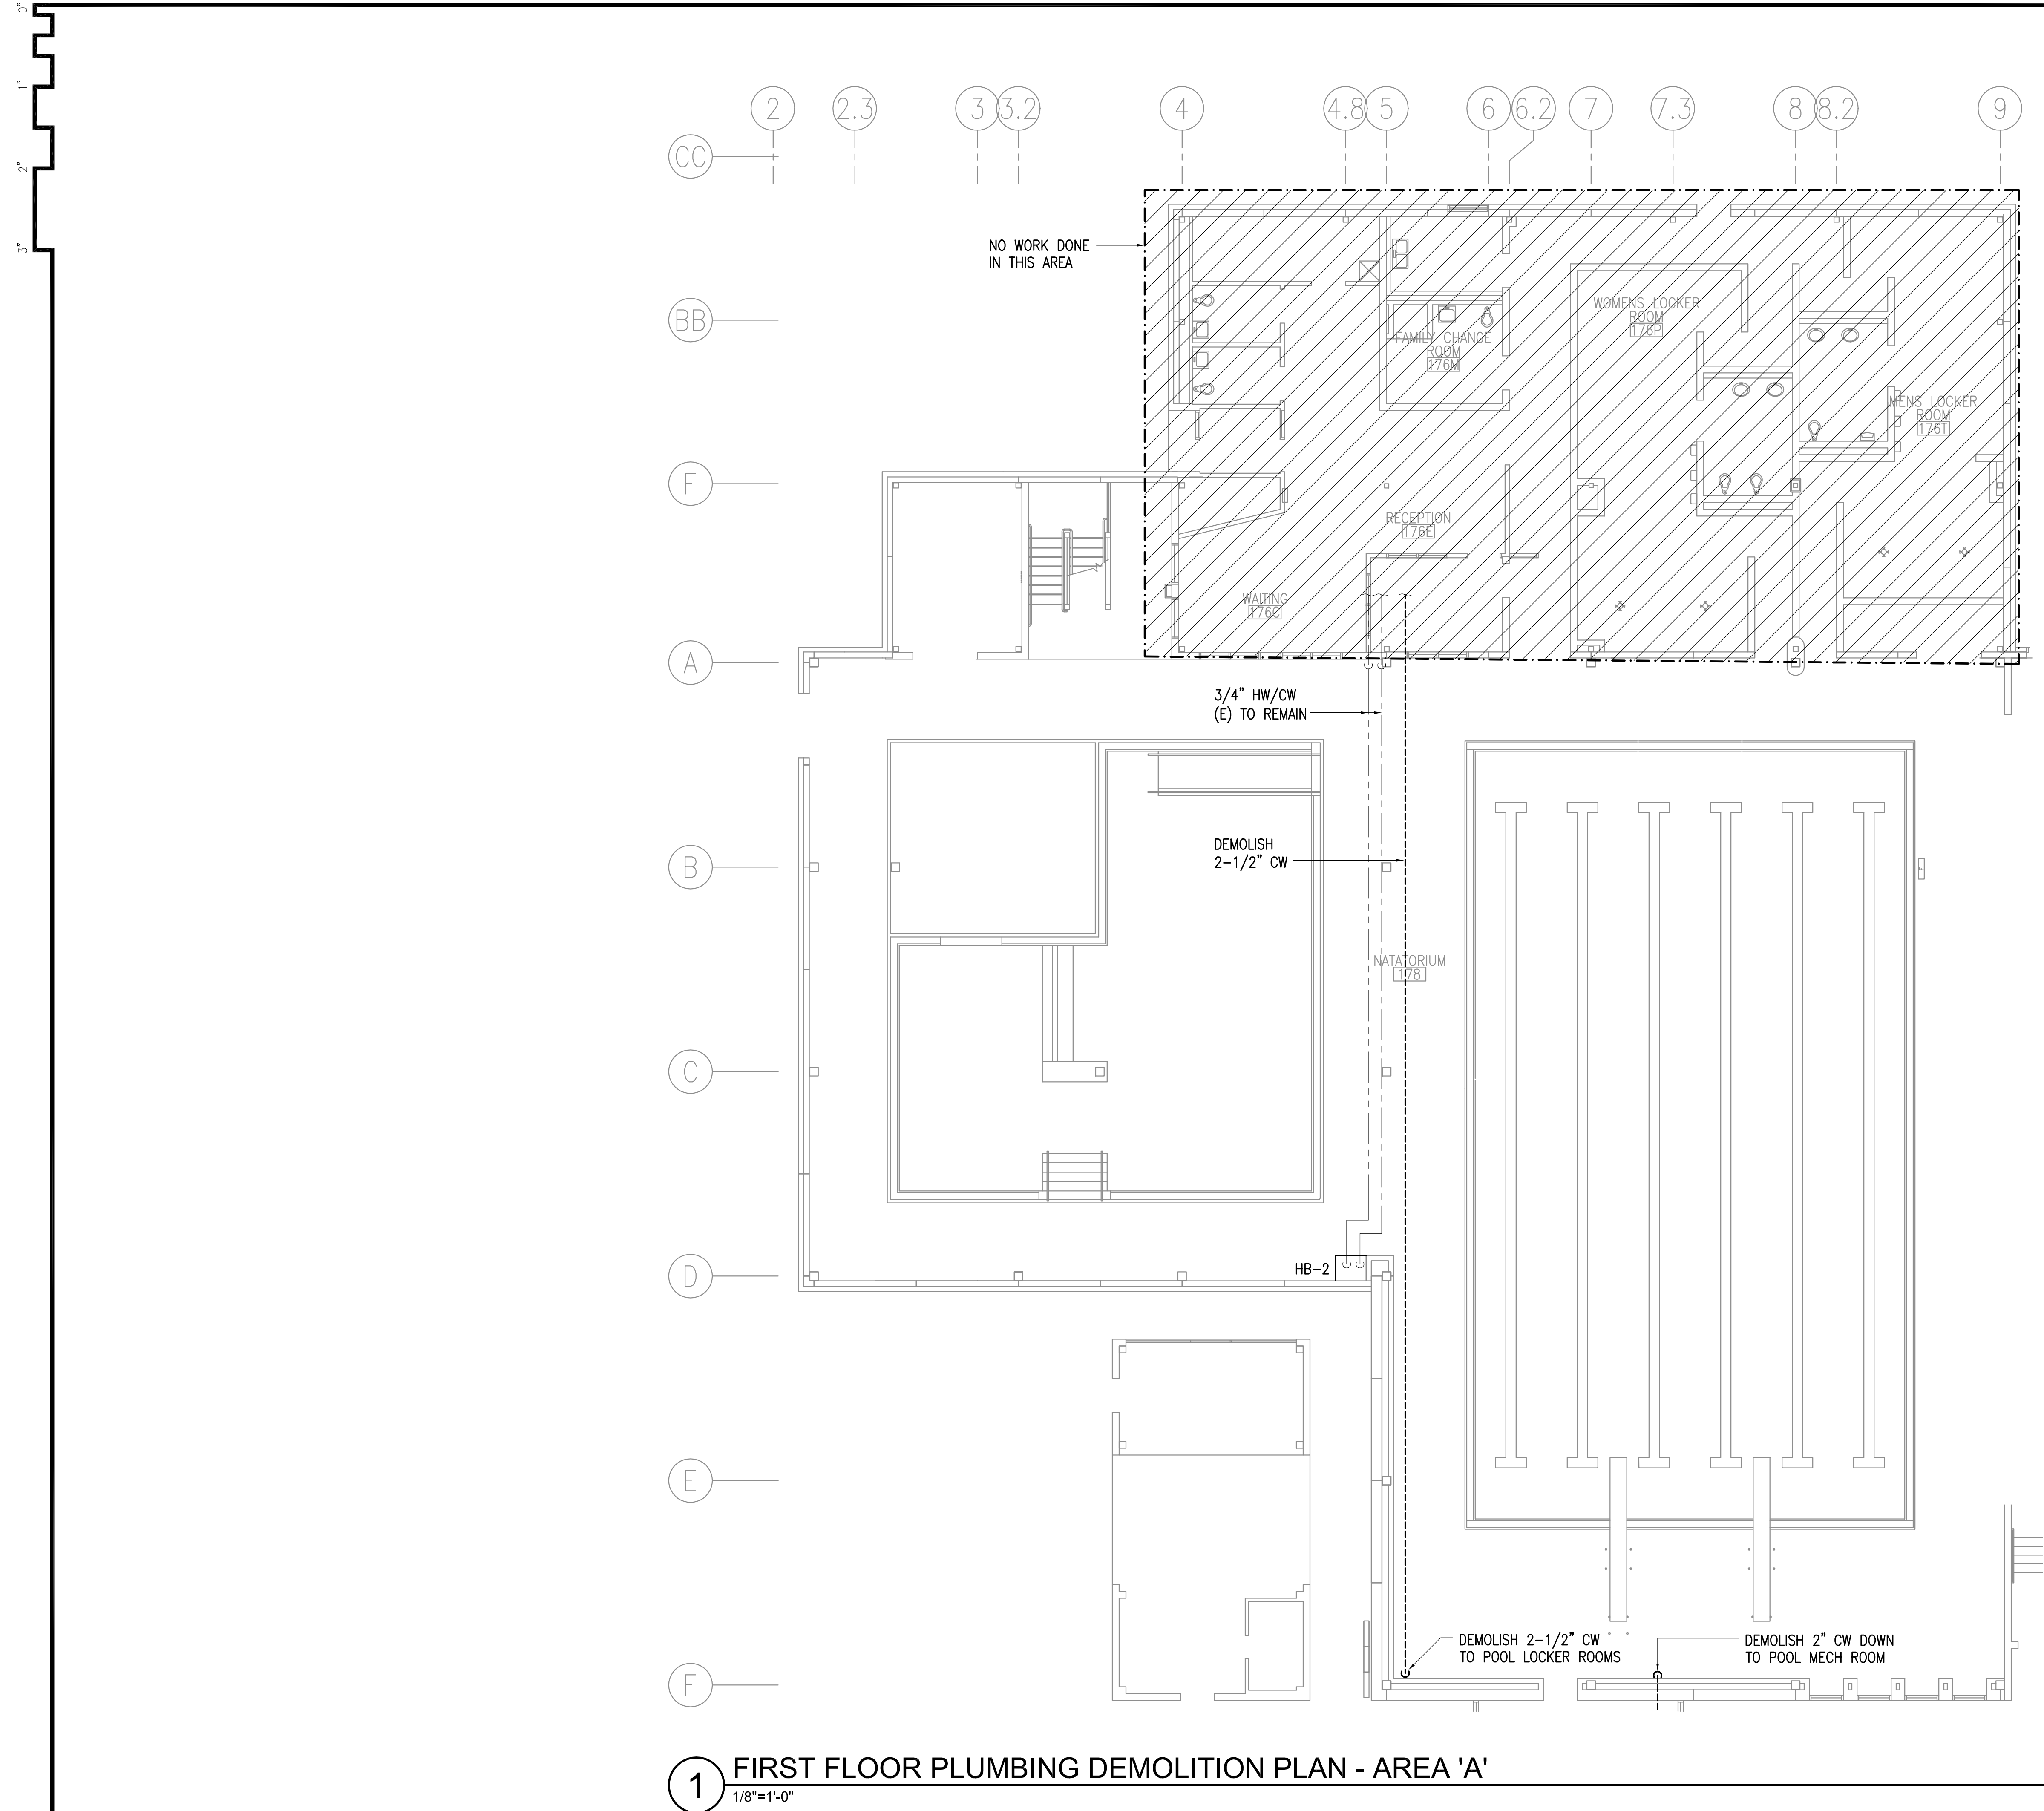 0"
1"
2"
3"
2
2.3
3
3.2
4
4.8
5
6
6.2
7
7.3
8
8.2
9
CC
NO WORK DONE
IN THIS AREA
BB
WOMENS LOCKER
ROOM
176P
FAMILY CHANGE
ROOM
176M
MENS LOCKER
ROOM
176T
F
RECEPTION
176E
WAITING
176C
A
3/4" HW/CW
(E) TO REMAIN
DEMOLISH
2-1/2" CW
B
NATATORIUM
178
C
HB-2
D
E
DEMOLISH 2-1/2" CW
TO POOL LOCKER ROOMS
DEMOLISH 2" CW DOWN
TO POOL MECH ROOM
F
1
FIRST FLOOR PLUMBING DEMOLITION PLAN - AREA 'A'
1/8"=1'-0"